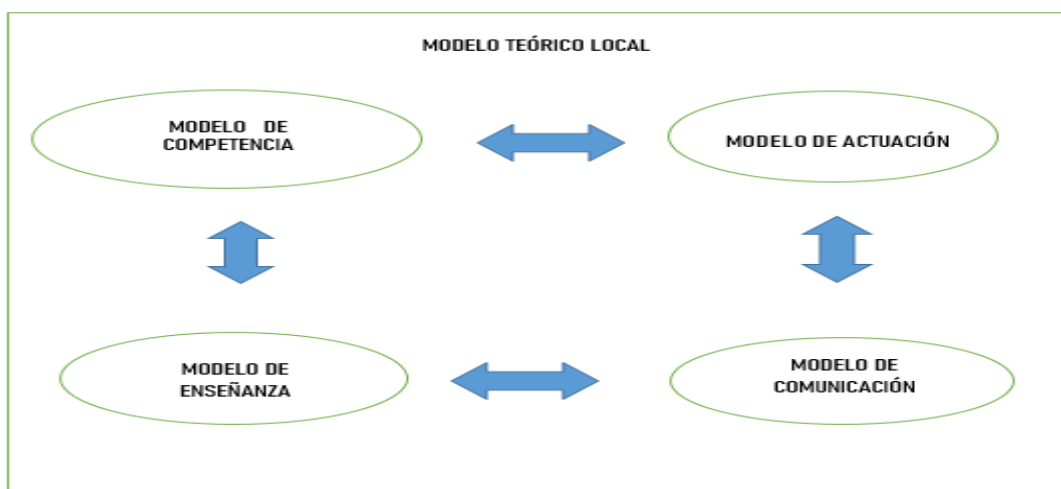 MODELO TEÓRICO LOCAL
MODELO DE
COMPETENCIA
MODELO DE ACTUACIÓN
MODELO DE
ENSEÑANZA
MODELO DE
COMUNICACIÓN